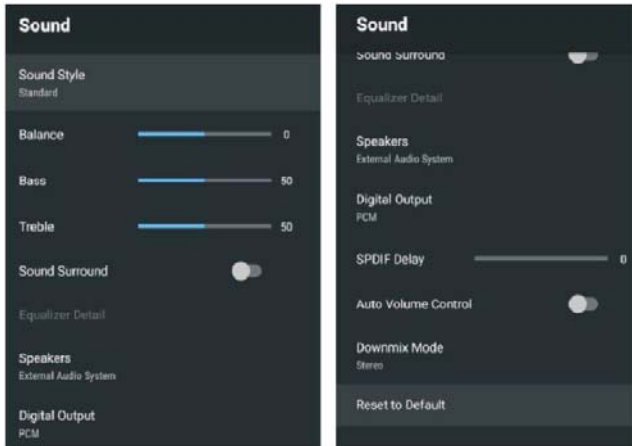 Sound
Sound Style
Standard
Balance 0
Bass 50
Treble 50
Sound Surround
Equalizer Detail
Speakers
External Audio System
Digital Output
PCM
Sound
Sound Surround
Equalizer Detail
Speakers
External Audio System
Digital Output
PCM
SPDIF Delay 0
Auto Volume Control
Downmix Mode
Stereo
Reset to Default